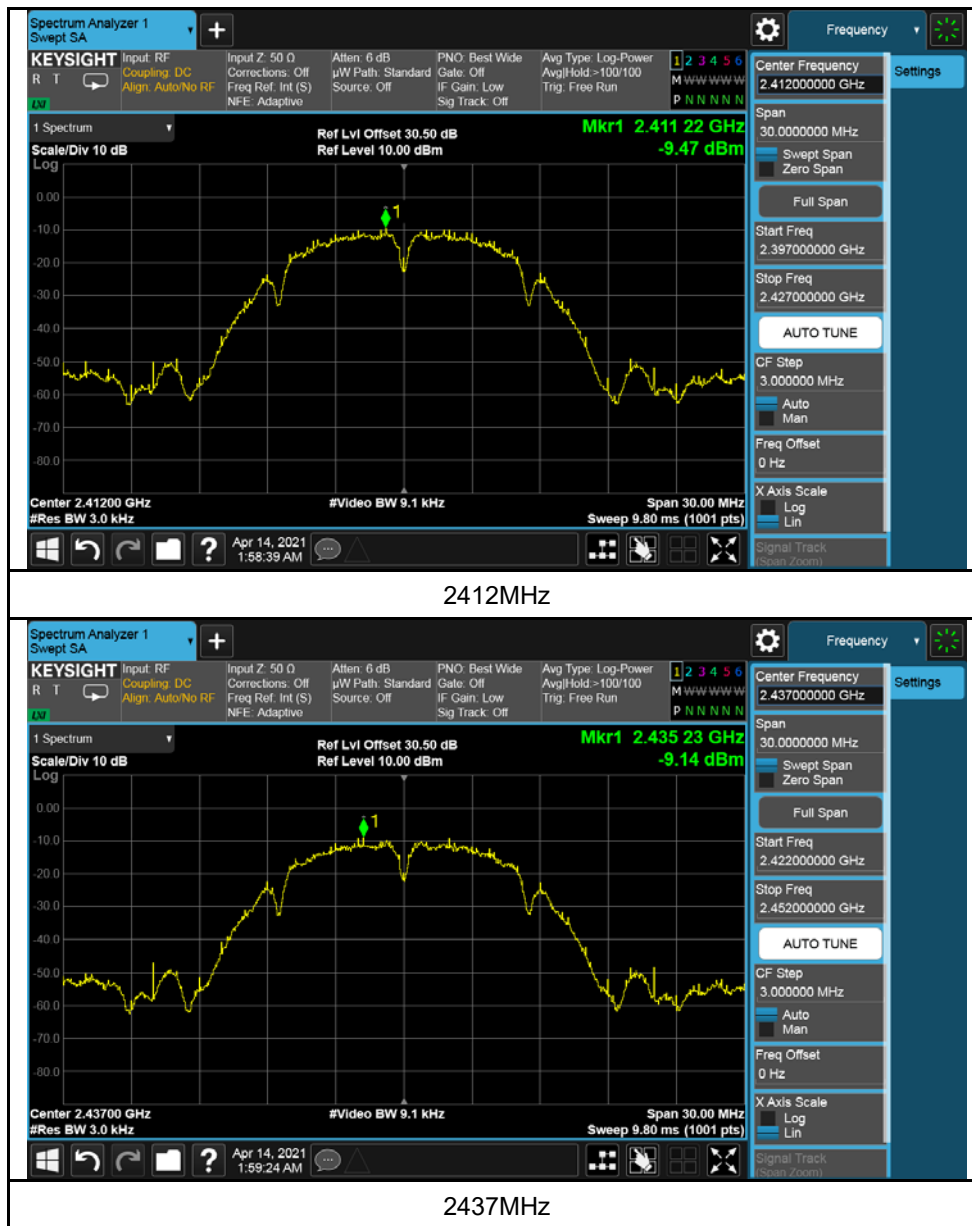 Spectrum Analyzer 1
Swept SA
+
Frequency
KEYSIGHT
R T
LXI
Input: RF
Coupling: DC
Align: Auto/No RF
Input Z: 50 Ω
Corrections: Off
Freq Ref: Int (S)
NFE: Adaptive
Atten: 6 dB
µW Path: Standard
Source: Off
PNO: Best Wide
Gate: Off
IF Gain: Low
Sig Track: Off
Avg Type: Log-Power
Avg|Hold:>100/100
Trig: Free Run
1 2 3 4 5 6
M W W W W W
P N N N N N
Center Frequency
2.412000000 GHz
Settings
Span
30.0000000 MHz
Swept Span
Zero Span
Full Span
Start Freq
2.397000000 GHz
Stop Freq
2.427000000 GHz
AUTO TUNE
CF Step
3.000000 MHz
Auto
Man
Freq Offset
0 Hz
X Axis Scale
Log
Lin
Signal Track
(Span Zoom)
1 Spectrum
Scale/Div 10 dB
Log
Ref Lvl Offset 30.50 dB
Ref Level 10.00 dBm
Mkr1 2.411 22 GHz
-9.47 dBm
1
0.00
-10.0
-20.0
-30.0
-40.0
-50.0
-60.0
-70.0
-80.0
Center 2.41200 GHz
#Res BW 3.0 kHz
#Video BW 9.1 kHz
Span 30.00 MHz
Sweep 9.80 ms (1001 pts)
?
Apr 14, 2021
1:58:39 AM
2412MHz
Spectrum Analyzer 1
Swept SA
+
Frequency
KEYSIGHT
R T
LXI
Input: RF
Coupling: DC
Align: Auto/No RF
Input Z: 50 Ω
Corrections: Off
Freq Ref: Int (S)
NFE: Adaptive
Atten: 6 dB
µW Path: Standard
Source: Off
PNO: Best Wide
Gate: Off
IF Gain: Low
Sig Track: Off
Avg Type: Log-Power
Avg|Hold:>100/100
Trig: Free Run
1 2 3 4 5 6
M W W W W W
P N N N N N
Center Frequency
2.437000000 GHz
Settings
Span
30.0000000 MHz
Swept Span
Zero Span
Full Span
Start Freq
2.422000000 GHz
Stop Freq
2.452000000 GHz
AUTO TUNE
CF Step
3.000000 MHz
Auto
Man
Freq Offset
0 Hz
X Axis Scale
Log
Lin
Signal Track
(Span Zoom)
1 Spectrum
Scale/Div 10 dB
Log
Ref Lvl Offset 30.50 dB
Ref Level 10.00 dBm
Mkr1 2.435 23 GHz
-9.14 dBm
1
0.00
-10.0
-20.0
-30.0
-40.0
-50.0
-60.0
-70.0
-80.0
Center 2.43700 GHz
#Res BW 3.0 kHz
#Video BW 9.1 kHz
Span 30.00 MHz
Sweep 9.80 ms (1001 pts)
?
Apr 14, 2021
1:59:24 AM
2437MHz